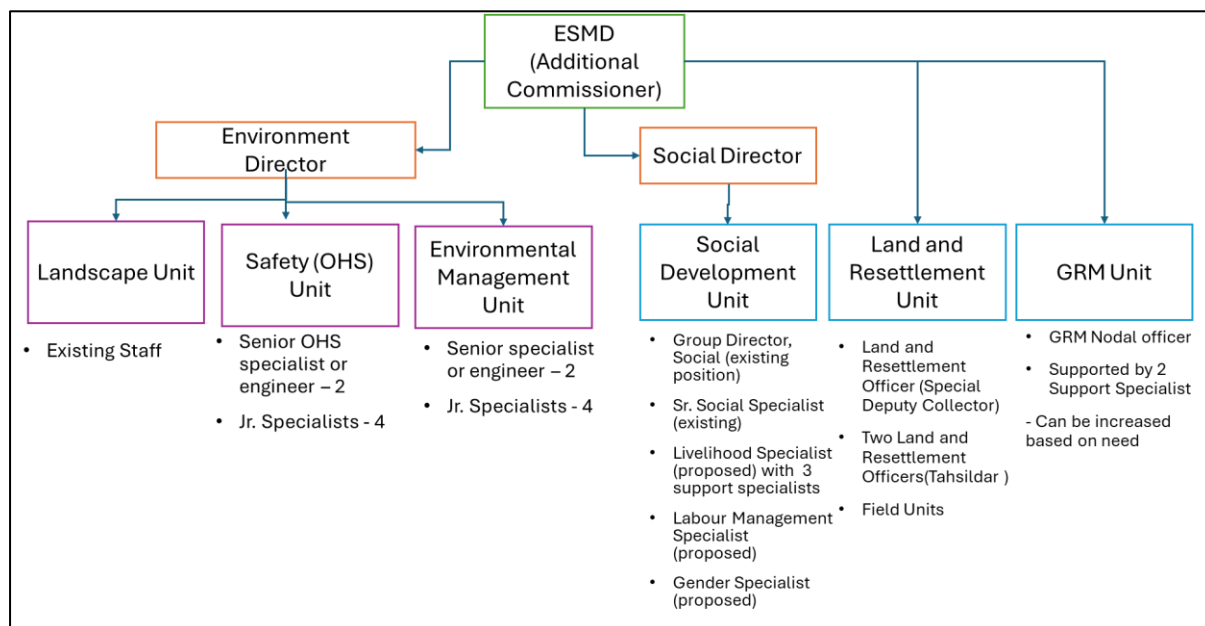 ESMD
(Additional
Commissioner)
Environment
Director
Social Director
Landscape Unit
Safety (OHS)
Unit
Environmental
Management
Unit
Social
Development
Unit
Land and
Resettlement
Unit
GRM Unit
• Existing Staff
• Senior OHS
specialist or
engineer – 2
• Jr. Specialists - 4
• Senior specialist
or engineer – 2
• Jr. Specialists - 4
• Group Director,
Social (existing
position)
• Sr. Social Specialist
(existing)
• Livelihood Specialist
(proposed) with 3
support specialists
• Labour Management
Specialist
(proposed)
• Gender Specialist
(proposed)
• Land and
Resettlement
Officer (Special
Deputy Collector)
• Two Land and
Resettlement
Officers(Tahsildar )
• Field Units
• GRM Nodal officer
• Supported by 2
Support Specialist
- Can be increased
based on need